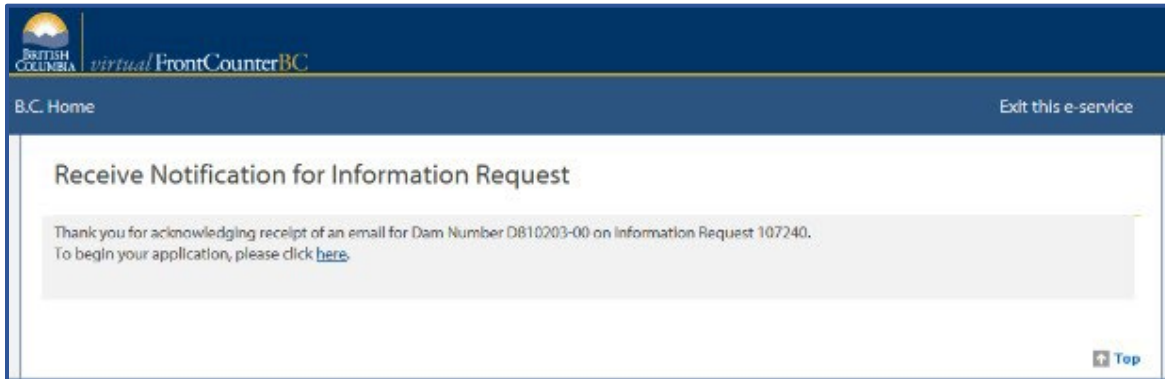 BRITISH
COLUMBIA
virtual FrontCounterBC
B.C. Home
Exit this e-service
Receive Notification for Information Request
Thank you for acknowledging receipt of an email for Dam Number D810203-00 on Information Request 107240.
To begin your application, please click here.
Top